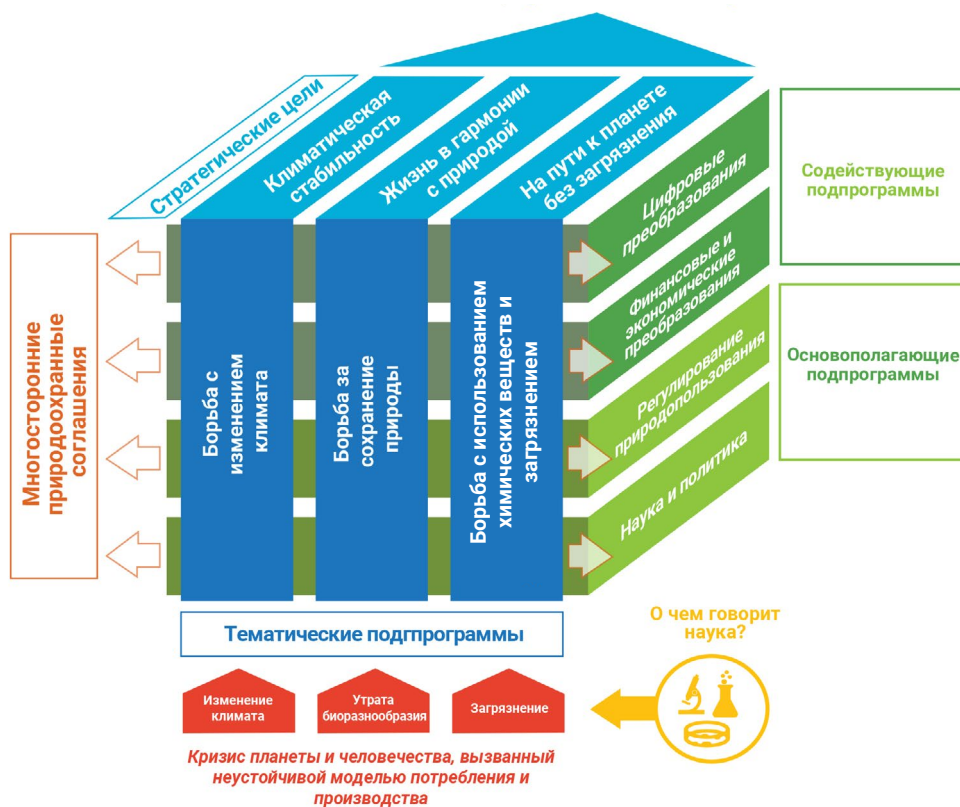 Стратегические цели
Климатическая
стабильность
Жизнь в гармонии
с природой
На пути к планете
без загрязнения
Цифровые
преобразования
Финансовые и
экономические
преобразования
Регулирование
природопользования
Наука и политика
Содействующие
подпрограммы
Основополагающие
подпрограммы
Многосторонние
природоохранные
соглашения
Борьба с
изменением
климата
Борьба за
сохранение
природы
Борьба с использованием
химических веществ и
загрязнением
Тематические подгпрограммы
О чем говорит
наука?
Изменение
климата
Утрата
биоразнообразия
Загрязнение
Кризис планеты и человечества, вызванный
неустойчивой моделью потребления и
производства